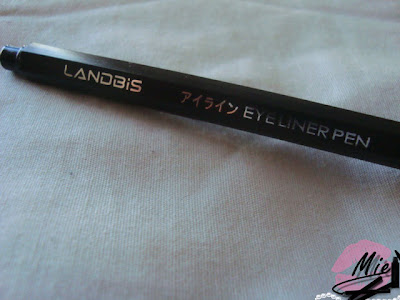 LANDBiS アイライン EYE LINER PEN
Mie